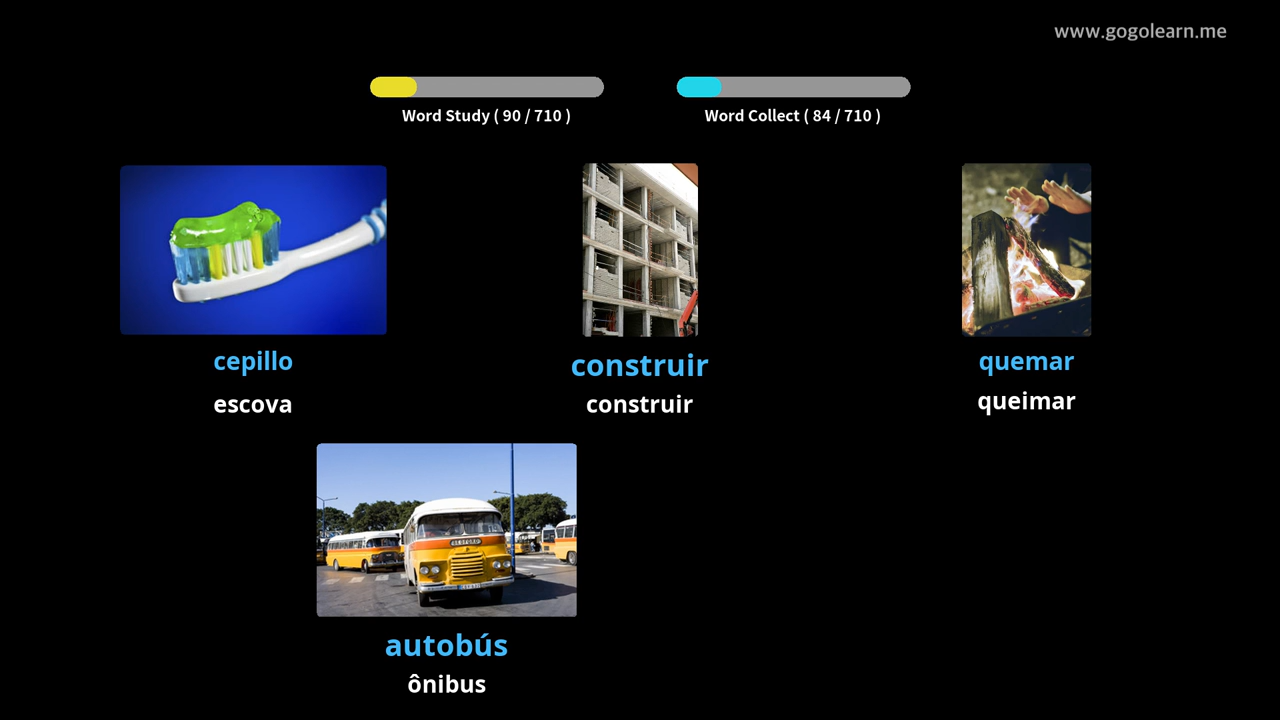 www.gogolearn.me
Word Study ( 90 / 710 )
Word Collect ( 84 / 710 )
cepillo
escova
construir
construir
quemar
queimar
autobús
ônibus